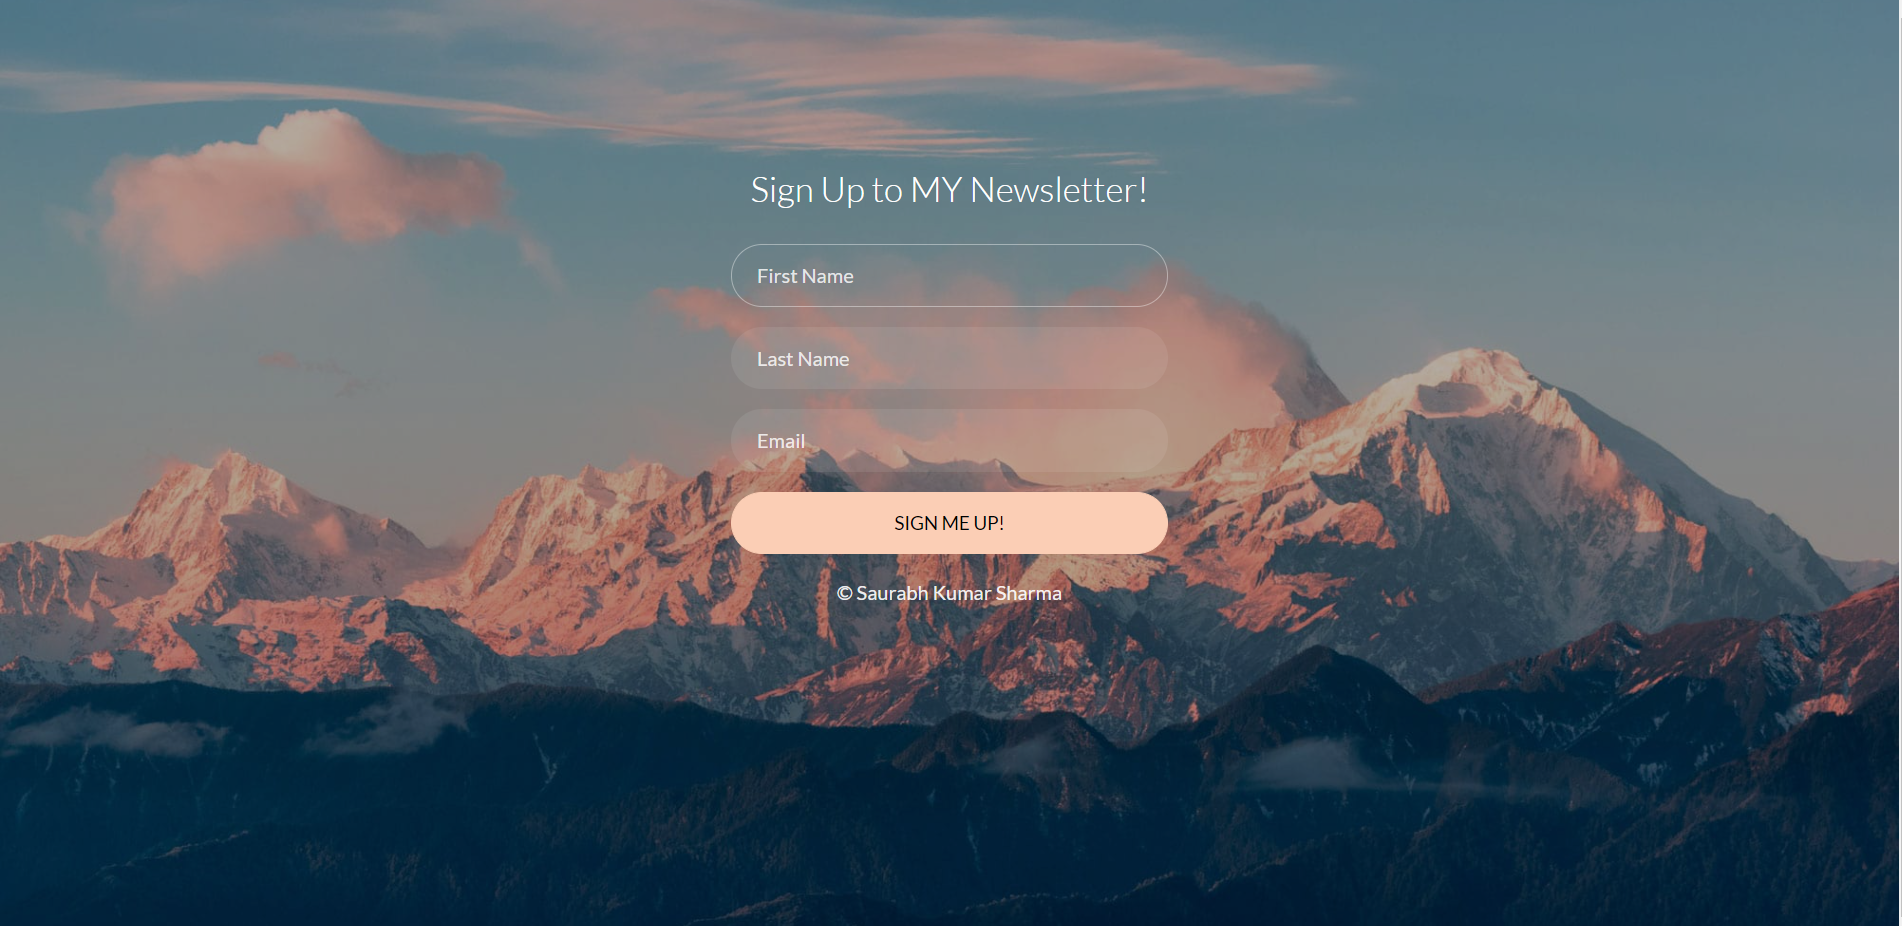 Sign Up to MY Newsletter!
First Name
Last Name
Email
SIGN ME UP!
© Saurabh Kumar Sharma